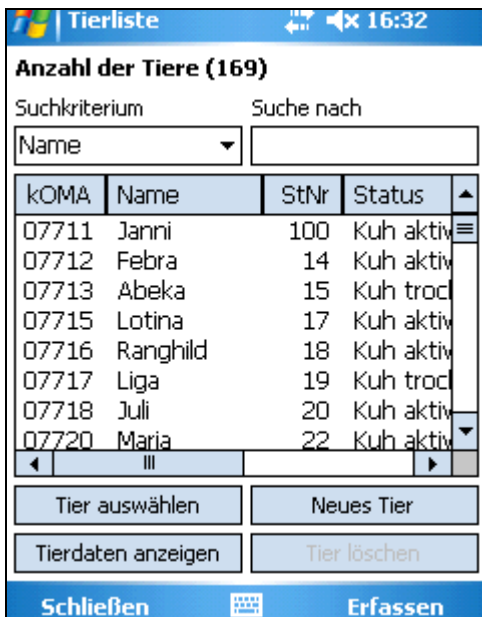 Tierliste 16:32
Anzahl der Tiere (169)
Suchkriterium Suche nach
Name
kOMA Name StNr Status
07711 Janni 100 Kuh aktiv
07712 Febra 14 Kuh aktiv
07713 Abeka 15 Kuh trocl
07715 Lotina 17 Kuh aktiv
07716 Ranghild 18 Kuh aktiv
07717 Liga 19 Kuh trocl
07718 Juli 20 Kuh aktiv
07720 Maria 22 Kuh aktiv
Tier auswählen Neues Tier
Tierdaten anzeigen Tier löschen
Schließen Erfassen